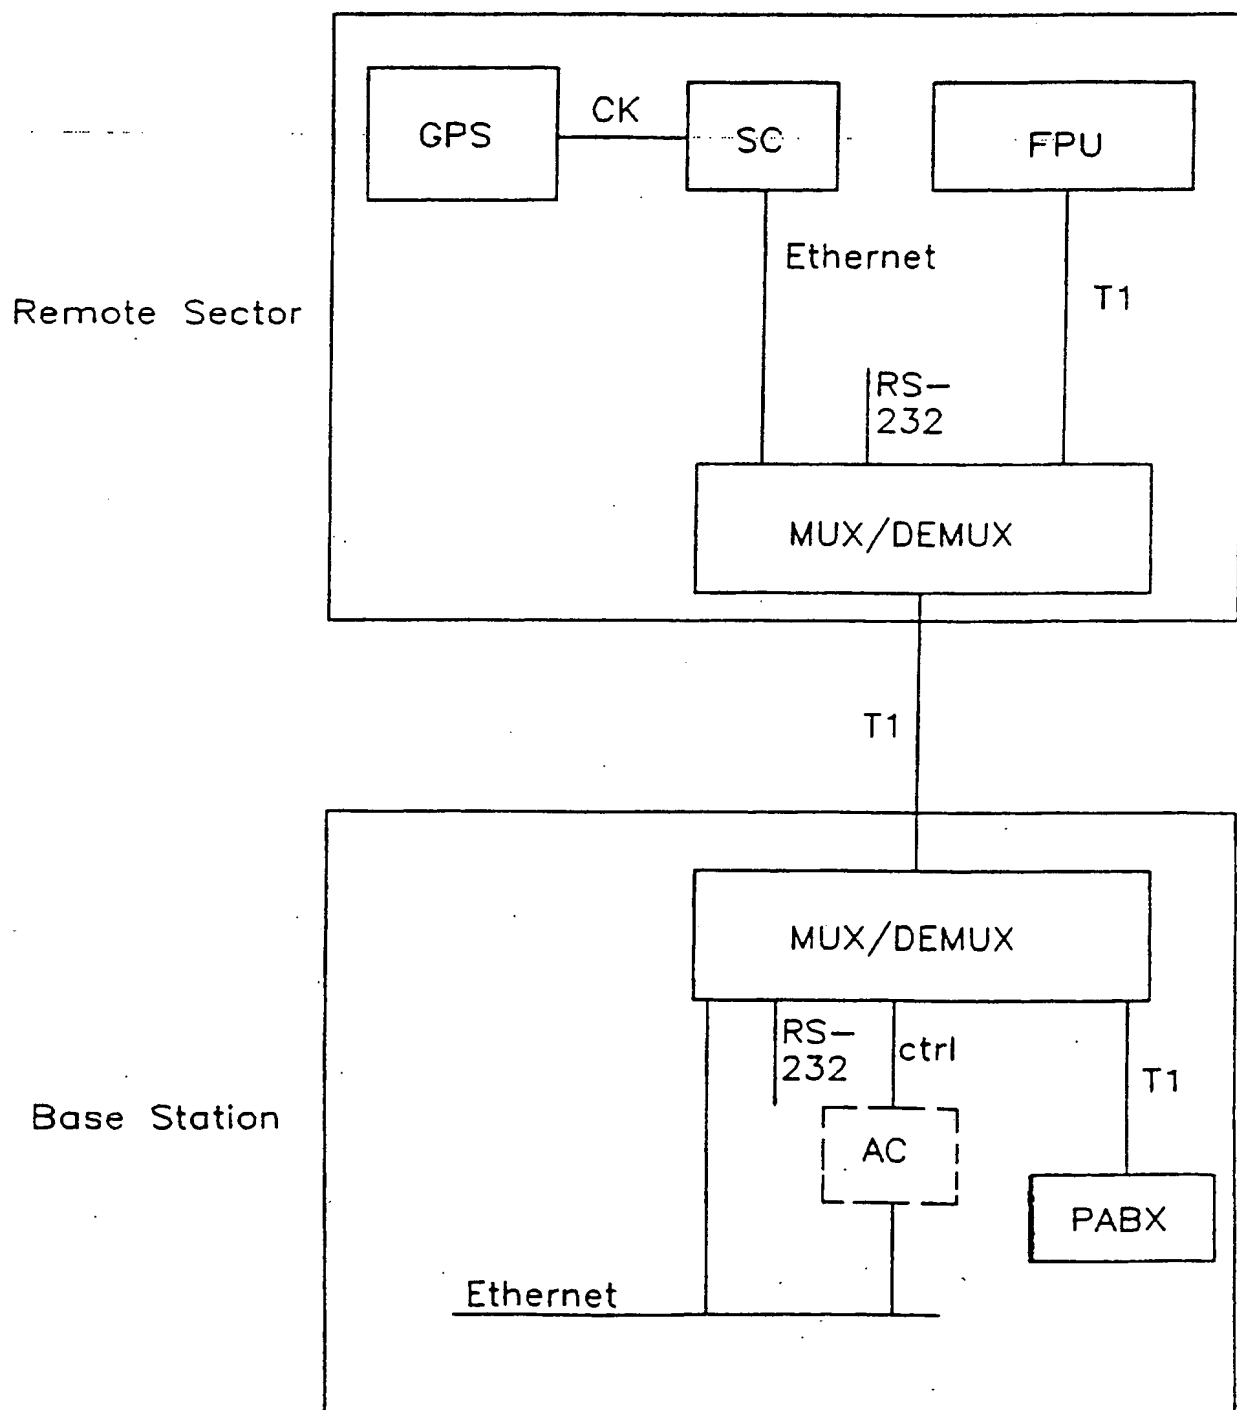 CK
GPS
SC
FPU
Ethernet
T1
Remote Sector
RS-
232
MUX/DEMUX
T1
MUX/DEMUX
RS-
232
ctrl
T1
Base Station
AC
PABX
Ethernet